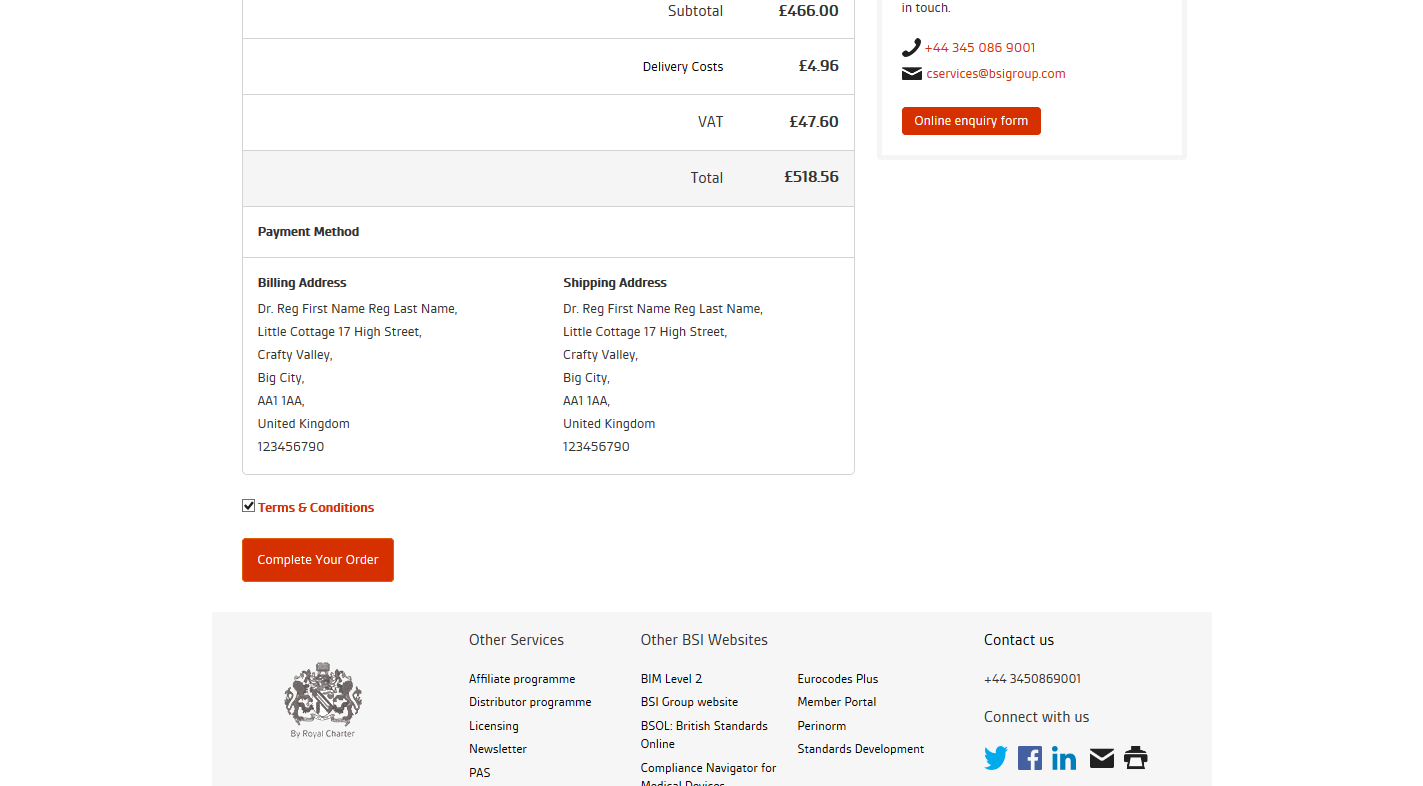 Subtotal £466.00
in touch.
+44 345 086 9001
Delivery Costs £4.96
cservices@bsigroup.com
VAT £47.60
Online enquiry form
Total £518.56
Payment Method
Billing Address
Dr. Reg First Name Reg Last Name,
Little Cottage 17 High Street,
Crafty Valley,
Big City,
AA1 1AA,
United Kingdom
123456790
Shipping Address
Dr. Reg First Name Reg Last Name,
Little Cottage 17 High Street,
Crafty Valley,
Big City,
AA1 1AA,
United Kingdom
123456790
Terms & Conditions
Complete Your Order
By Royal Charter
Other Services
Affiliate programme
Distributor programme
Licensing
Newsletter
PAS
Other BSI Websites
BIM Level 2
BSI Group website
BSOL: British Standards
Online
Compliance Navigator for
Medical Devices
Eurocodes Plus
Member Portal
Perinorm
Standards Development
Contact us
+44 3450869001
Connect with us